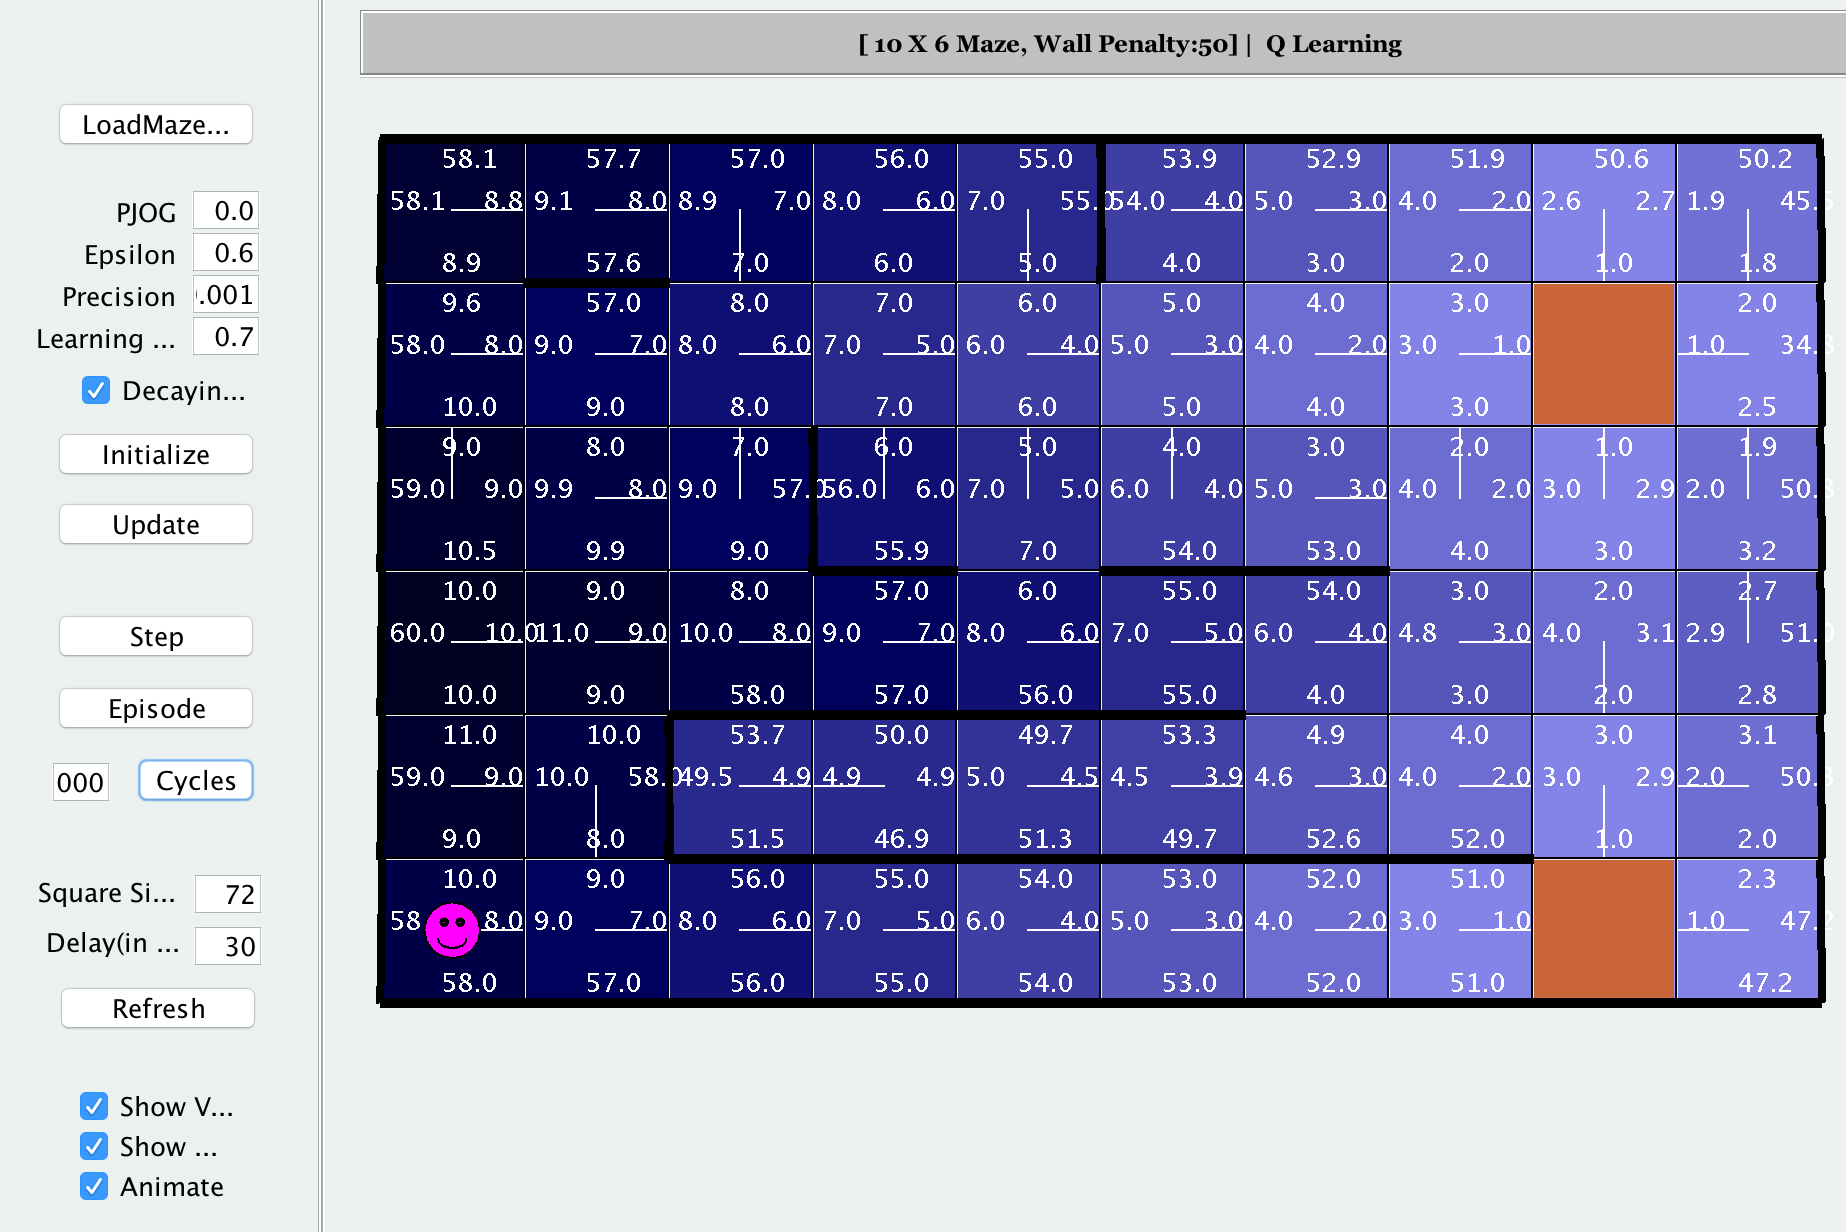 [ 10 X 6 Maze, Wall Penalty:50] | Q Learning
LoadMaze...
PJOG 0.0
Epsilon 0.6
Precision .001
Learning ... 0.7
Decayin...
Initialize
Update
Step
Episode
000 Cycles
Square Si... 72
Delay(in ... 30
Refresh
Show V...
Show ...
Animate
58.1 57.7 57.0 56.0 55.0 53.9 52.9 51.9 50.6 50.2
58.1 8.8 9.1 8.0 8.9 7.0 8.0 6.0 7.0 55.0 54.0 4.0 5.0 3.0 4.0 2.0 2.6 2.7 1.9 45.
8.9 57.6 7.0 6.0 5.0 4.0 3.0 2.0 1.0 1.8
9.6 57.0 8.0 7.0 6.0 5.0 4.0 3.0 2.0
58.0 8.0 9.0 7.0 8.0 6.0 7.0 5.0 6.0 4.0 5.0 3.0 4.0 2.0 3.0 1.0 1.0 34.
10.0 9.0 8.0 7.0 6.0 5.0 4.0 3.0 2.5
9.0 8.0 7.0 6.0 5.0 4.0 3.0 2.0 1.0 1.9
59.0 9.0 9.9 8.0 9.0 57.0 56.0 6.0 7.0 5.0 6.0 4.0 5.0 3.0 4.0 2.0 3.0 2.9 2.0 50.
10.5 9.9 9.0 55.9 7.0 54.0 53.0 4.0 3.0 3.2
10.0 9.0 8.0 57.0 6.0 55.0 54.0 3.0 2.0 2.7
60.0 10.0 11.0 9.0 10.0 8.0 9.0 7.0 8.0 6.0 7.0 5.0 6.0 4.0 4.8 3.0 4.0 3.1 2.9 51.
10.0 9.0 58.0 57.0 56.0 55.0 4.0 3.0 2.0 2.8
11.0 10.0 53.7 50.0 49.7 53.3 4.9 4.0 3.0 3.1
59.0 9.0 10.0 58.0 49.5 4.9 4.9 4.9 5.0 4.5 4.5 3.9 4.6 3.0 4.0 2.0 3.0 2.9 2.0 50.
9.0 8.0 51.5 46.9 51.3 49.7 52.6 52.0 1.0 2.0
10.0 9.0 56.0 55.0 54.0 53.0 52.0 51.0 2.3
58 8.0 9.0 7.0 8.0 6.0 7.0 5.0 6.0 4.0 5.0 3.0 4.0 2.0 3.0 1.0 1.0 47.
58.0 57.0 56.0 55.0 54.0 53.0 52.0 51.0 47.2